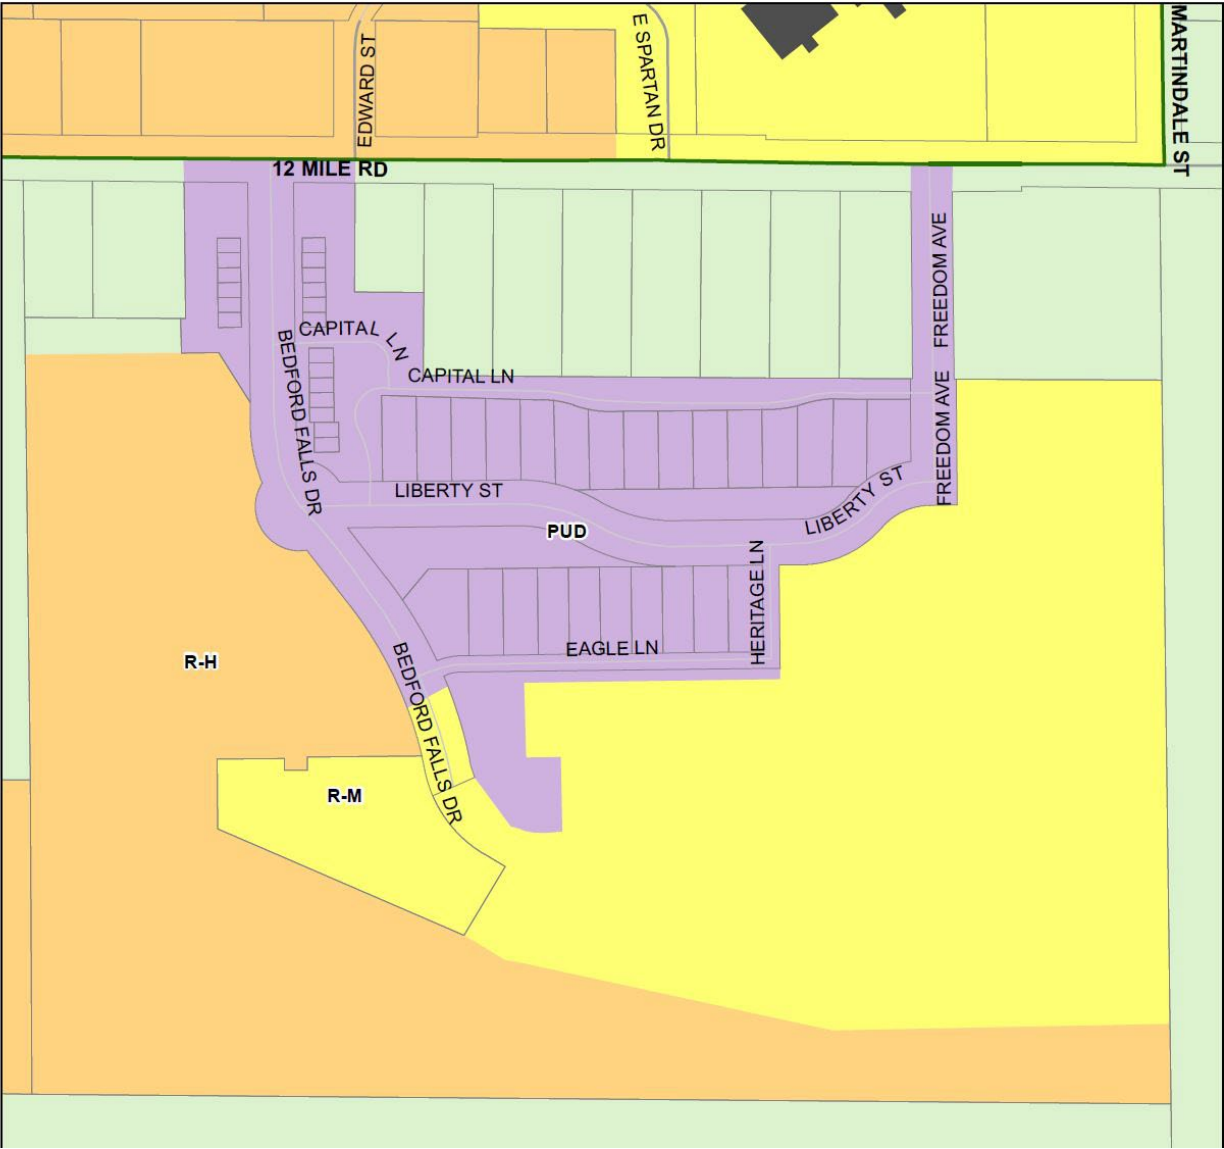 EDWARD ST
E SPARTAN DR
MARTINDALE ST
12 MILE RD
FREEDOM AVE
CAPITAL LN
BEDFORD FALLS DR
CAPITAL LN
FREEDOM AVE
LIBERTY ST
LIBERTY ST
PUD
HERITAGE LN
EAGLE LN
R-H
BEDFORD FALLS DR
R-M